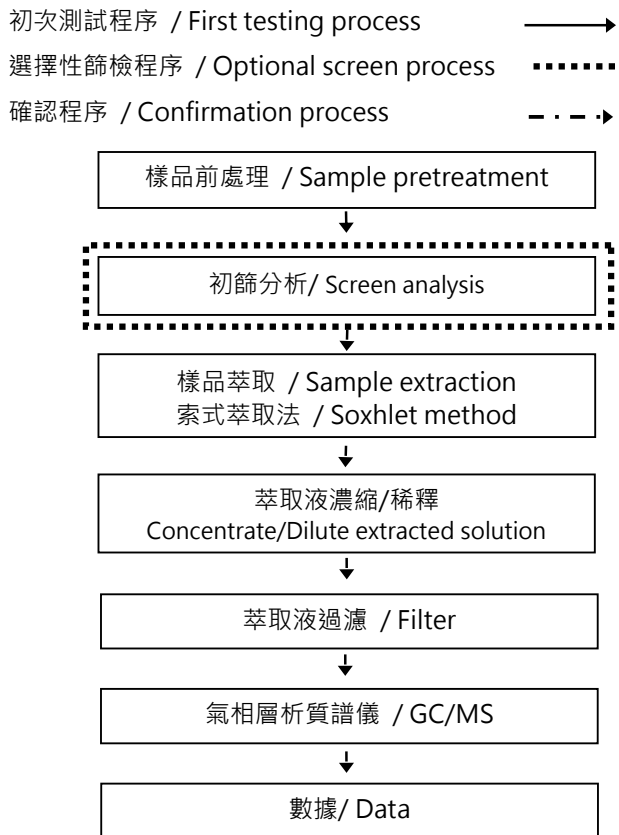 初次測試程序 / First testing process
選擇性篩檢程序 / Optional screen process
確認程序 / Confirmation process
樣品前處理 / Sample pretreatment
初篩分析/ Screen analysis
樣品萃取 / Sample extraction
索式萃取法 / Soxhlet method
萃取液濃縮/稀釋
Concentrate/Dilute extracted solution
萃取液過濾 / Filter
氣相層析質譜儀 / GC/MS
數據/ Data